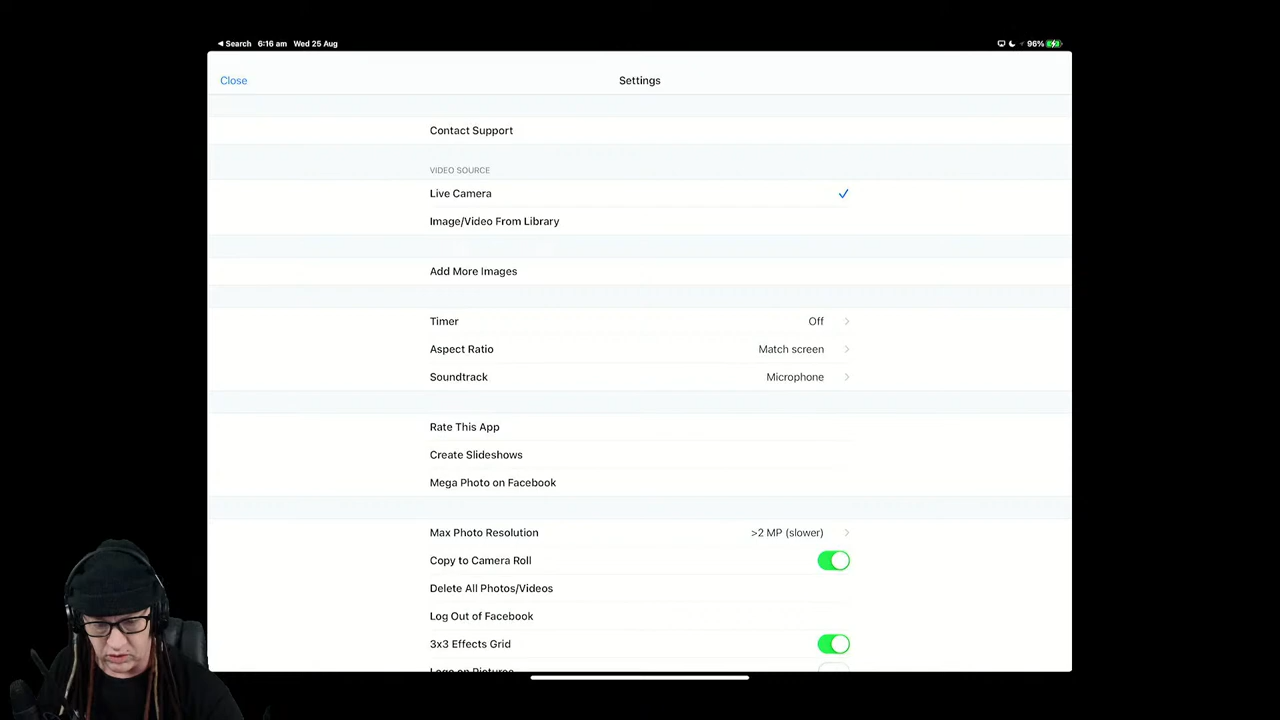 ◀ Search 6:16 am Wed 25 Aug 96%
Close Settings
Contact Support
VIDEO SOURCE
Live Camera
Image/Video From Library
Add More Images
Timer Off
Aspect Ratio Match screen
Soundtrack Microphone
Rate This App
Create Slideshows
Mega Photo on Facebook
Max Photo Resolution >2 MP (slower)
Copy to Camera Roll
Delete All Photos/Videos
Log Out of Facebook
3x3 Effects Grid
Logo on Pictures